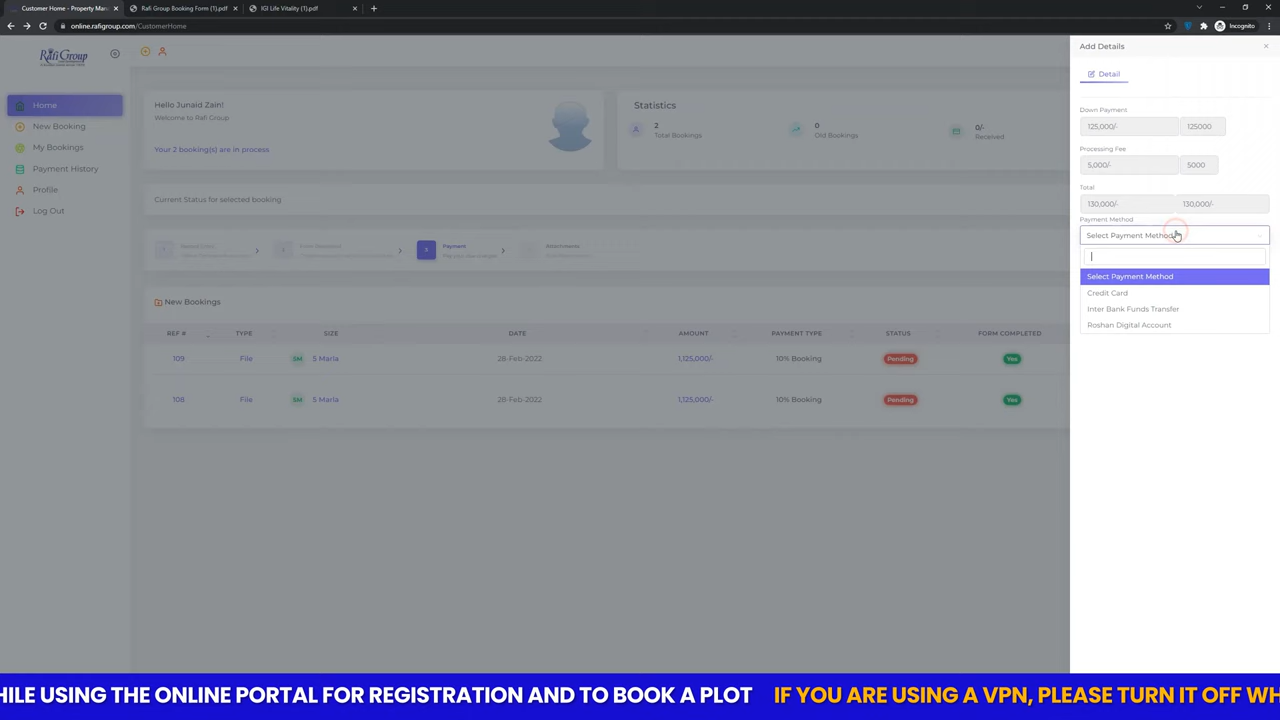 Customer Home - Property Man
Rafi Group Booking Form (1).pdf
IGI Life Vitality (1).pdf
online.rafigroup.com/CustomerHome
Incognito
Rafi Group
Home
New Booking
My Bookings
Payment History
Profile
Log Out
Hello Junaid Zain!
Welcome to Rafi Group
Your 2 booking(s) are in process
Statistics
2
Total Bookings
0
Old Bookings
0/-
Received
Current Status for selected booking
3
Payment
Attachments
New Bookings
REF # TYPE SIZE DATE AMOUNT PAYMENT TYPE STATUS FORM COMPLETED
109 File SM 5 Marla 28-Feb-2022 1,125,000/- 10% Booking Pending Yes
108 File SM 5 Marla 28-Feb-2022 1,125,000/- 10% Booking Pending Yes
Add Details
Detail
Down Payment
125,000/- 125000
Processing Fee
5,000/- 5000
Total
130,000/- 130,000/-
Payment Method
Select Payment Method
Select Payment Method
Credit Card
Inter Bank Funds Transfer
Roshan Digital Account
HILE USING THE ONLINE PORTAL FOR REGISTRATION AND TO BOOK A PLOT IF YOU ARE USING A VPN, PLEASE TURN IT OFF WH